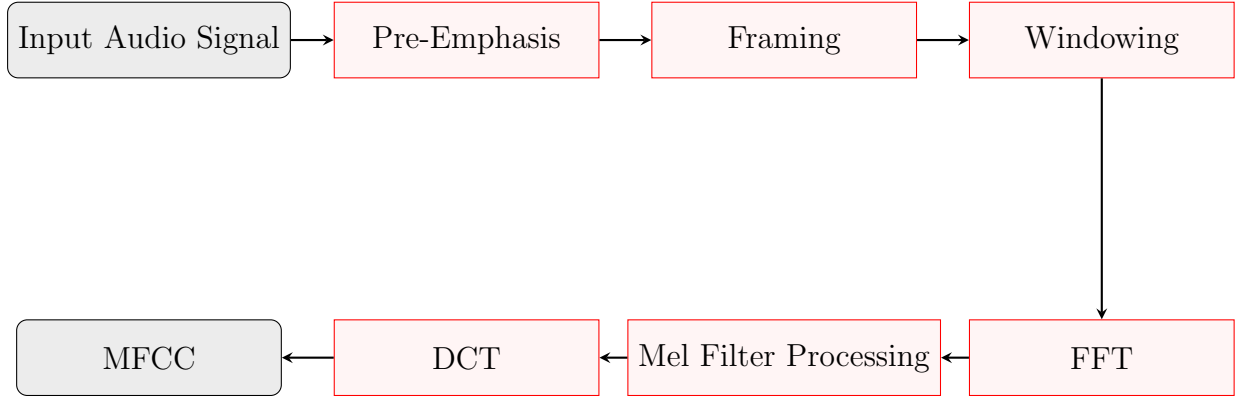 Input Audio Signal
Pre-Emphasis
Framing
Windowing
MFCC
DCT
Mel Filter Processing
FFT